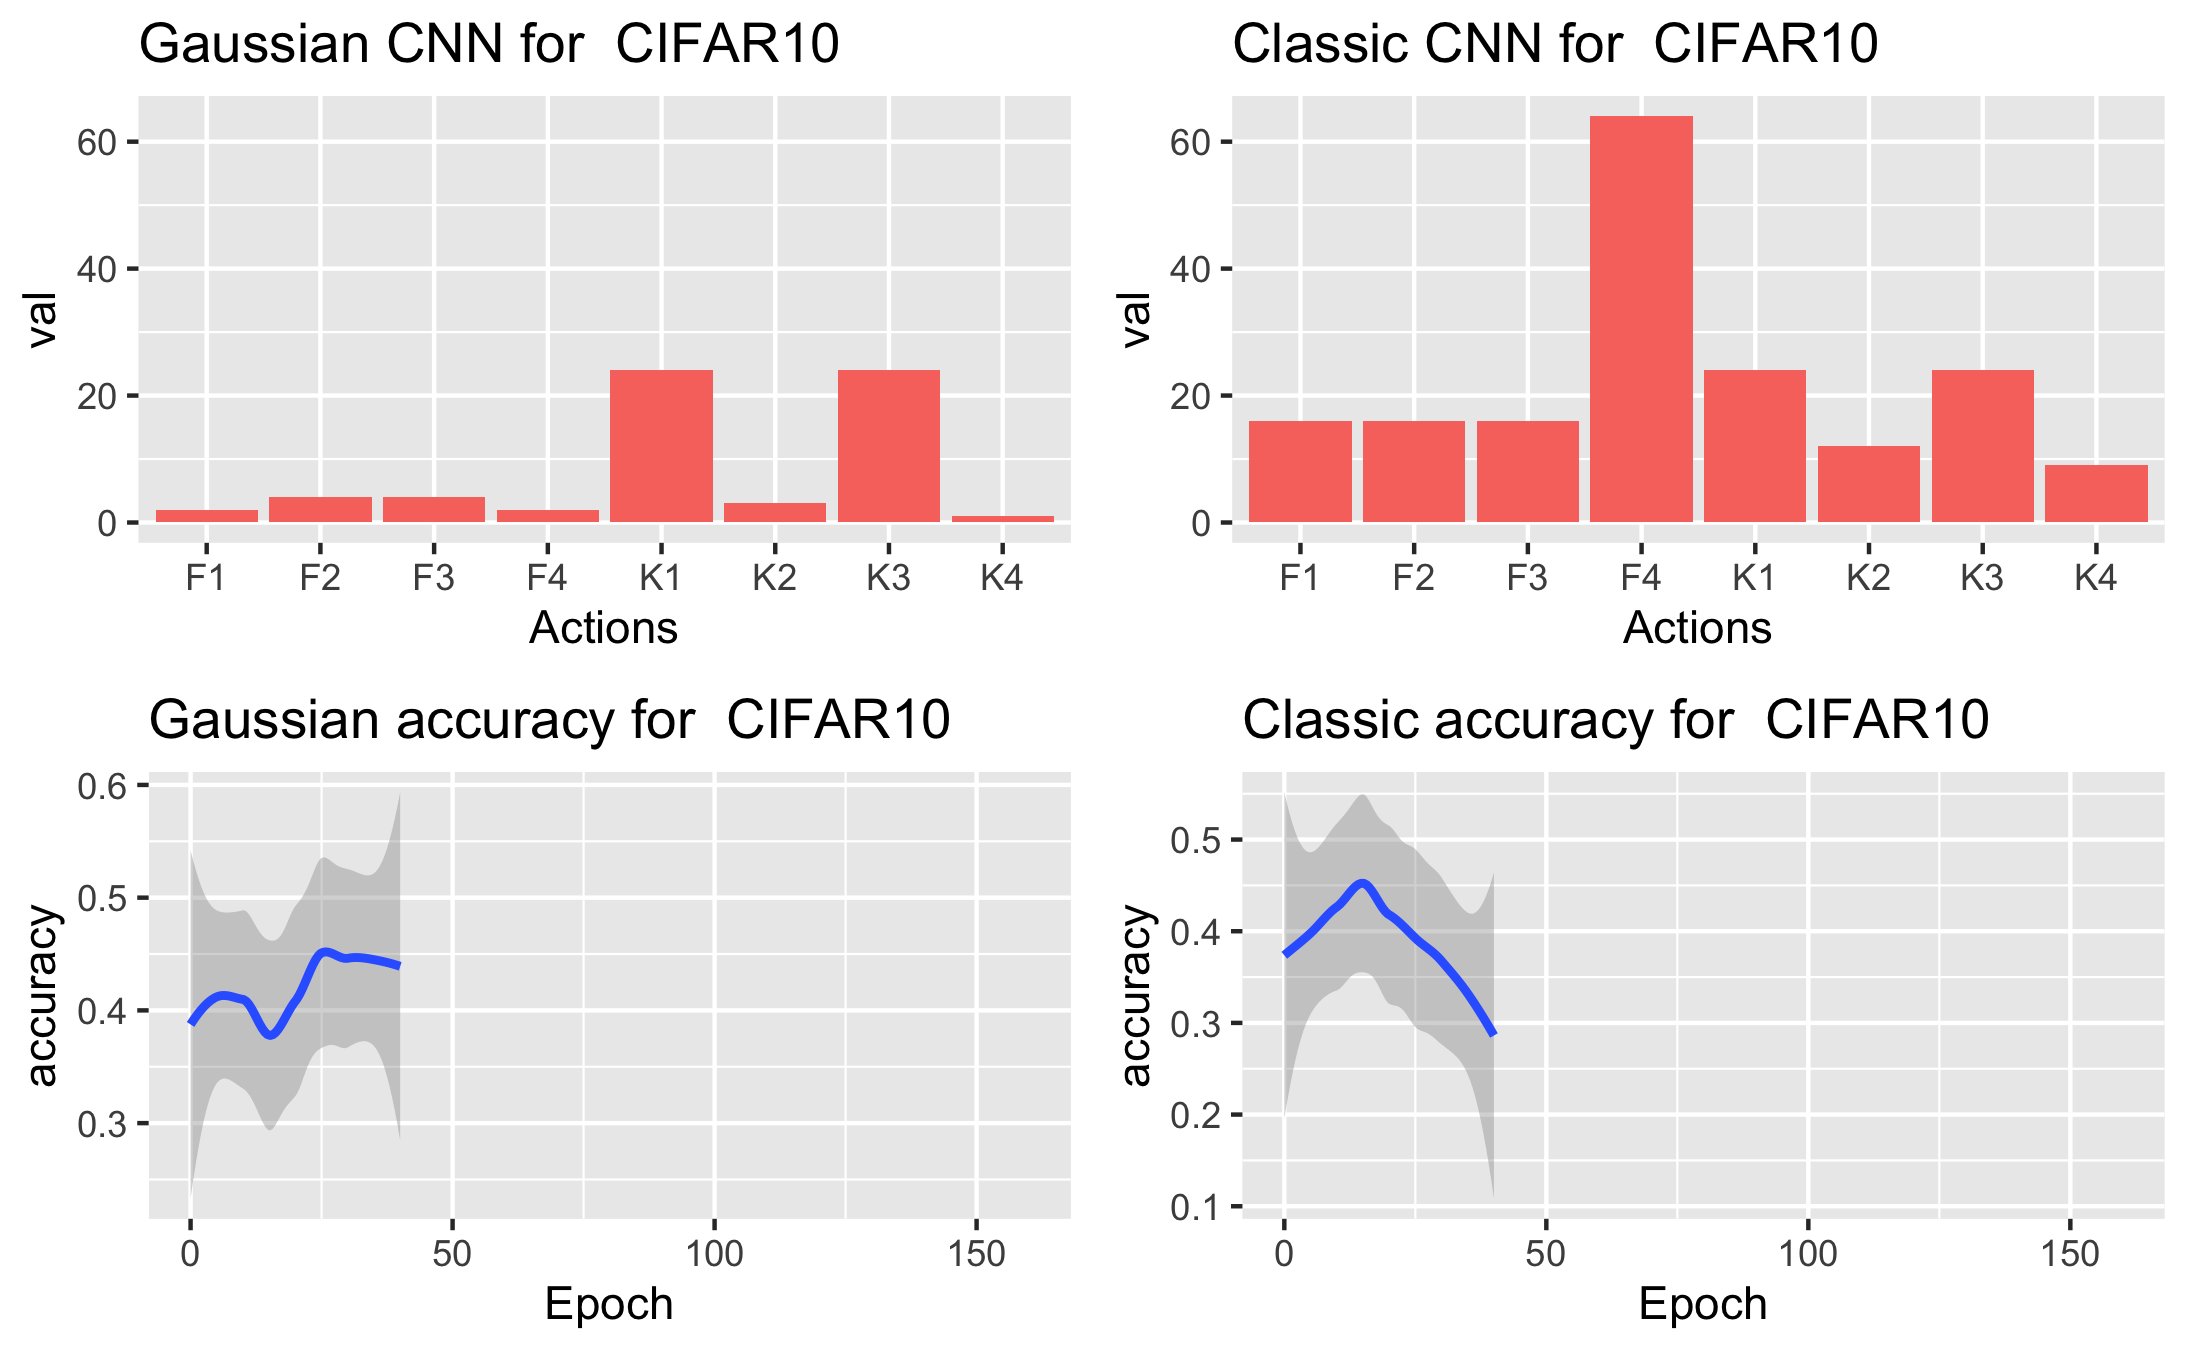 Gaussian CNN for  CIFAR10
60
40
20
0
val
F1 F2 F3 F4 K1 K2 K3 K4
Actions
Classic CNN for  CIFAR10
60
40
20
0
val
F1 F2 F3 F4 K1 K2 K3 K4
Actions
Gaussian accuracy for  CIFAR10
0.6
0.5
0.4
0.3
accuracy
0 50 100 150
Epoch
Classic accuracy for  CIFAR10
0.5
0.4
0.3
0.2
0.1
accuracy
0 50 100 150
Epoch